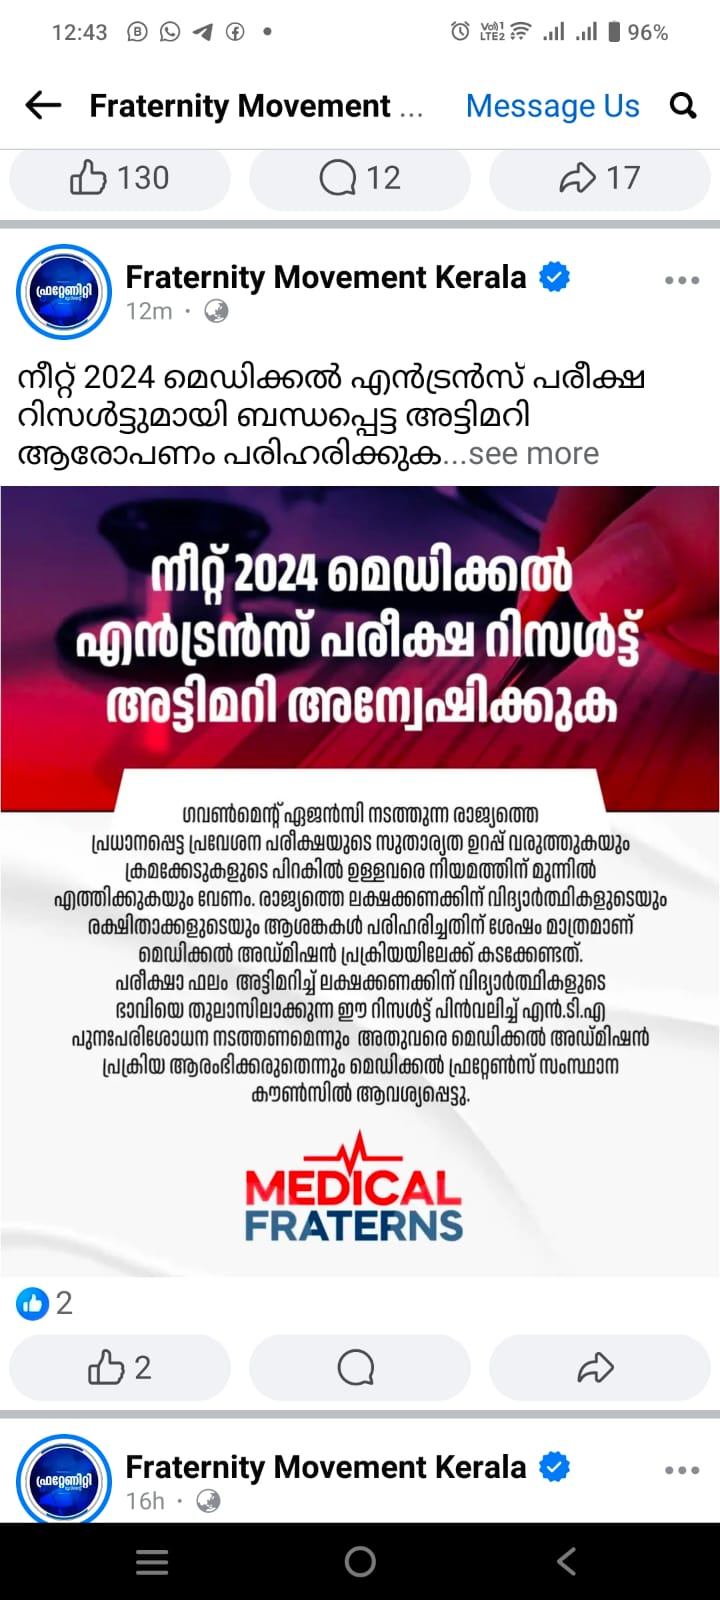 12:43
Vo)) 1
LTE2
96%
Fraternity Movement ...
Message Us
130
12
17
ഫ്രറ്റേണിറ്റി
Fraternity Movement Kerala
12m ·
നീറ്റ് 2024 മെഡിക്കൽ എൻട്രൻസ് പരീക്ഷ
റിസൾട്ടുമായി ബന്ധപ്പെട്ട അട്ടിമറി
ആരോപണം പരിഹരിക്കുക...see more
നീറ്റ് 2024 മെഡിക്കൽ
എൻട്രൻസ് പരീക്ഷ റിസൾട്ട്
അട്ടിമറി അന്വേഷിക്കുക
ഗവൺമെന്റ് ഏജൻസി നടത്തുന്ന രാജ്യത്തെ
പ്രധാനപ്പെട്ട പ്രവേശന പരീക്ഷയുടെ സുതാര്യത ഉറപ്പ് വരുത്തുകയും
ക്രമക്കേടുകളുടെ പിറകിൽ ഉള്ളവരെ നിയമത്തിന് മുന്നിൽ
എത്തിക്കുകയും വേണം. രാജ്യത്തെ ലക്ഷക്കണക്കിന് വിദ്യാർത്ഥികളുടെയും
രക്ഷിതാക്കളുടെയും ആശങ്കകൾ പരിഹരിച്ചതിന് ശേഷം മാത്രമാണ്
മെഡിക്കൽ അഡ്മിഷൻ പ്രക്രിയയിലേക്ക് കടക്കേണ്ടത്.
പരീക്ഷാ ഫലം അട്ടിമറിച്ച് ലക്ഷക്കണക്കിന് വിദ്യാർത്ഥികളുടെ
ഭാവിയെ തുലാസിലാക്കുന്ന ഈ റിസൾട്ട് പിൻവലിച്ച് എൻ.ടി.എ
പുനഃപരിശോധന നടത്തണമെന്നും അതുവരെ മെഡിക്കൽ അഡ്മിഷൻ
പ്രക്രിയ ആരംഭിക്കരുതെന്നും മെഡിക്കൽ ഫ്രറ്റേൺസ് സംസ്ഥാന
കൗൺസിൽ ആവശ്യപ്പെട്ടു.
MEDICAL
FRATERNS
2
2
ഫ്രറ്റേണിറ്റി
Fraternity Movement Kerala
16h ·